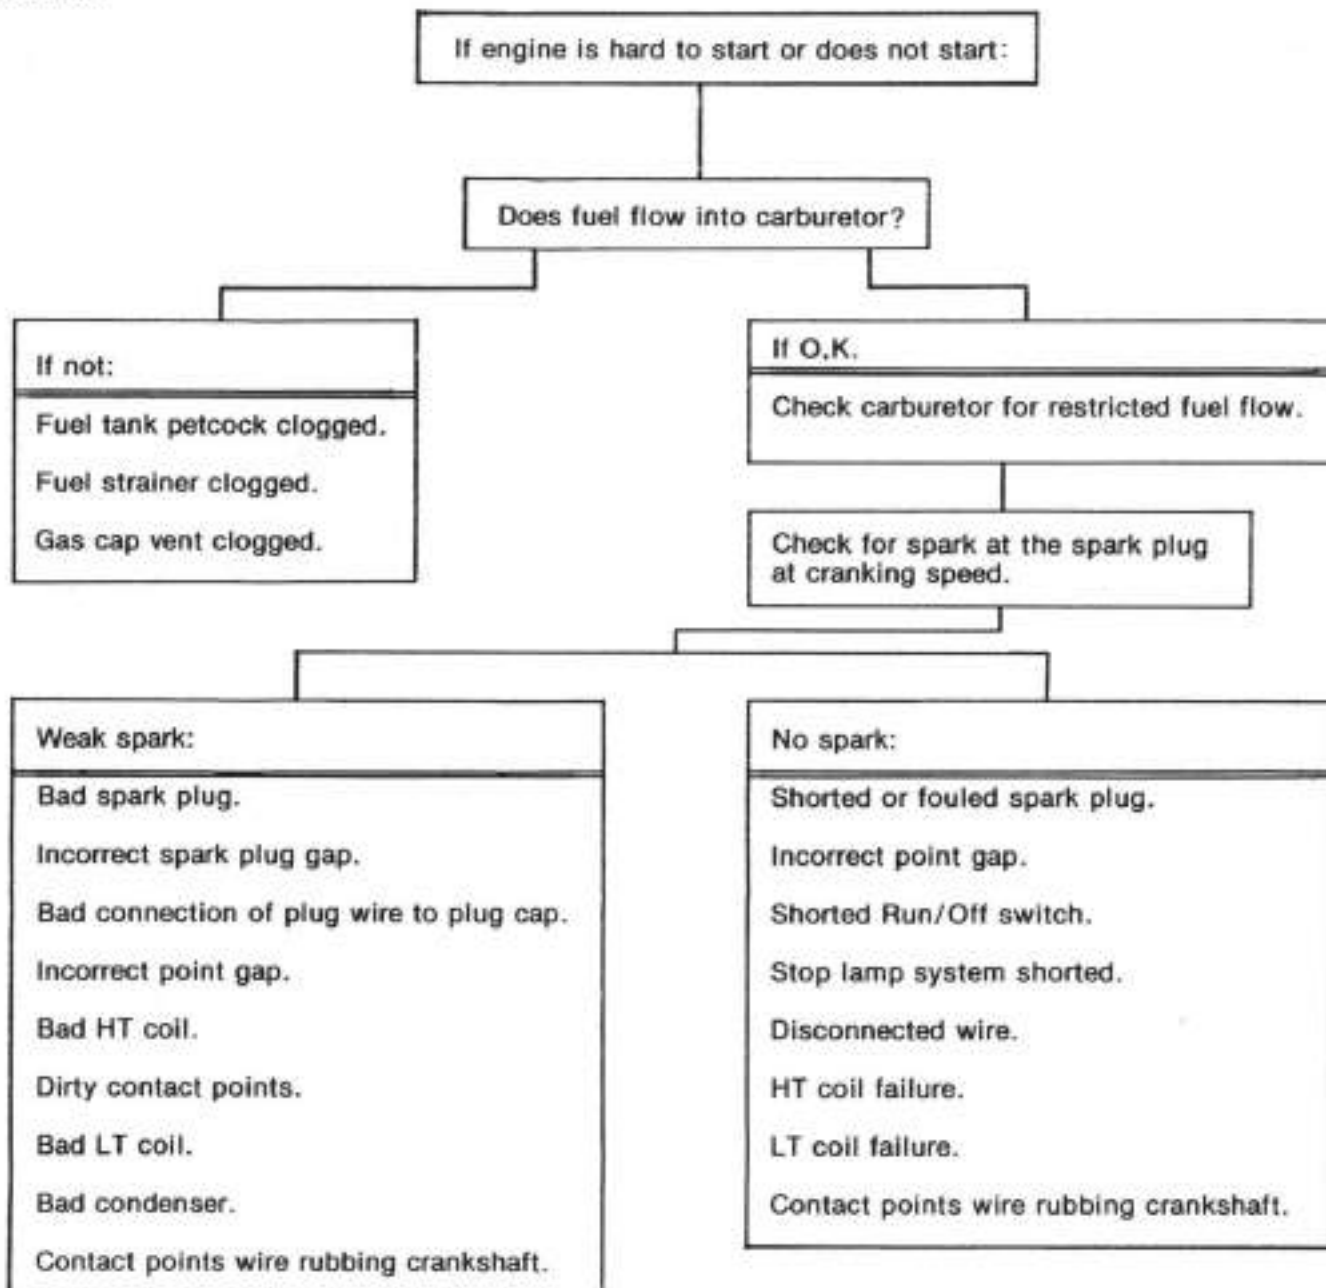 If engine is hard to start or does not start:
Does fuel flow into carburetor?
If not:
Fuel tank petcock clogged.
Fuel strainer clogged.
Gas cap vent clogged.
If O.K.
Check carburetor for restricted fuel flow.
Check for spark at the spark plug
at cranking speed.
Weak spark:
Bad spark plug.
Incorrect spark plug gap.
Bad connection of plug wire to plug cap.
Incorrect point gap.
Bad HT coil.
Dirty contact points.
Bad LT coil.
Bad condenser.
Contact points wire rubbing crankshaft.
No spark:
Shorted or fouled spark plug.
Incorrect point gap.
Shorted Run/Off switch.
Stop lamp system shorted.
Disconnected wire.
HT coil failure.
LT coil failure.
Contact points wire rubbing crankshaft.